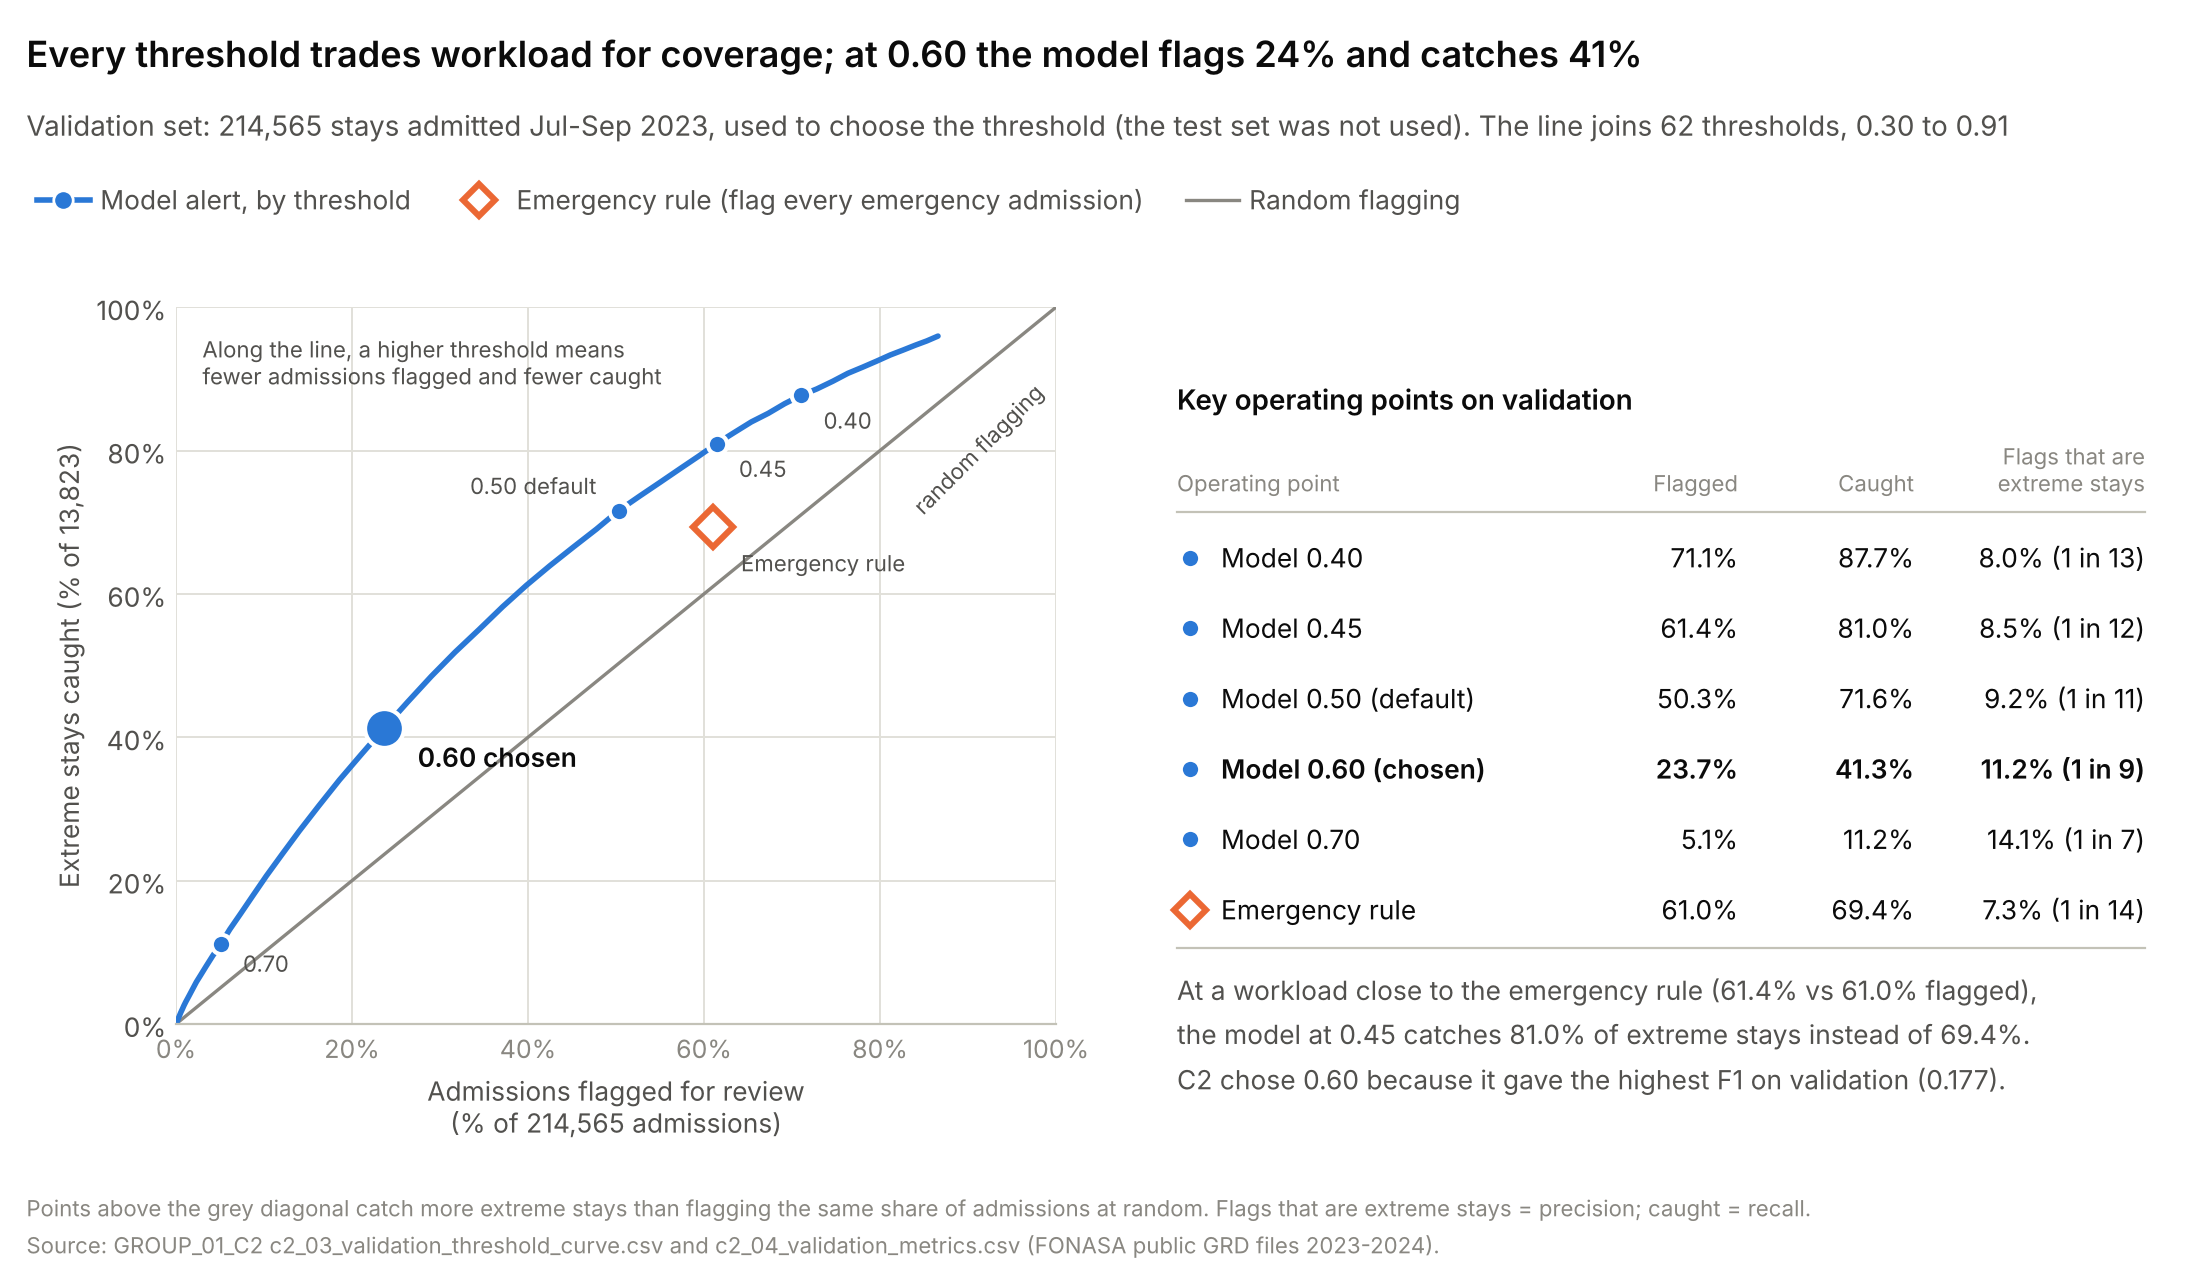 Every threshold trades workload for coverage; at 0.60 the model flags 24% and catches 41%
Validation set: 214,565 stays admitted Jul-Sep 2023, used to choose the threshold (the test set was not used). The line joins 62 thresholds, 0.30 to 0.91
Model alert, by threshold
Emergency rule (flag every emergency admission)
Random flagging
Extreme stays caught (% of 13,823)
100%
80%
60%
40%
20%
0%
Along the line, a higher threshold means
fewer admissions flagged and fewer caught
0.40
0.45
0.50 default
random flagging
Emergency rule
0.60 chosen
0.70
0%
20%
40%
60%
80%
100%
Admissions flagged for review
(% of 214,565 admissions)
Key operating points on validation
Flags that are
Operating point Flagged Caught extreme stays
Model 0.40 71.1% 87.7% 8.0% (1 in 13)
Model 0.45 61.4% 81.0% 8.5% (1 in 12)
Model 0.50 (default) 50.3% 71.6% 9.2% (1 in 11)
Model 0.60 (chosen) 23.7% 41.3% 11.2% (1 in 9)
Model 0.70 5.1% 11.2% 14.1% (1 in 7)
Emergency rule 61.0% 69.4% 7.3% (1 in 14)
At a workload close to the emergency rule (61.4% vs 61.0% flagged),
the model at 0.45 catches 81.0% of extreme stays instead of 69.4%.
C2 chose 0.60 because it gave the highest F1 on validation (0.177).
Points above the grey diagonal catch more extreme stays than flagging the same share of admissions at random. Flags that are extreme stays = precision; caught = recall.
Source: GROUP_01_C2 c2_03_validation_threshold_curve.csv and c2_04_validation_metrics.csv (FONASA public GRD files 2023-2024).